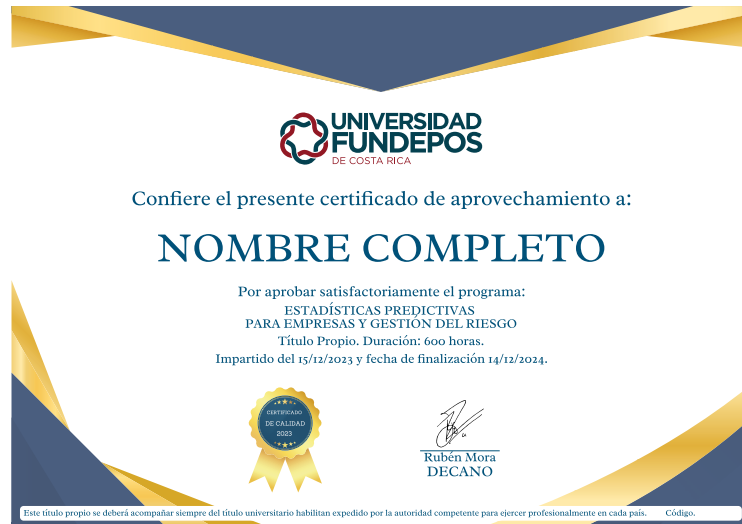 UNIVERSIDAD
FUNDEPOS
DE COSTA RICA
Confiere el presente certificado de aprovechamiento a:
NOMBRE COMPLETO
Por aprobar satisfactoriamente el programa:
ESTADÍSTICAS PREDICTIVAS
PARA EMPRESAS Y GESTIÓN DEL RIESGO
Título Propio. Duración: 600 horas.
Impartido del 15/12/2023 y fecha de finalización 14/12/2024.
CERTIFICADO
DE CALIDAD
2023
Rubén Mora
DECANO
Este título propio se deberá acompañar siempre del título universitario habilitan expedido por la autoridad competente para ejercer profesionalmente en cada país. Código.